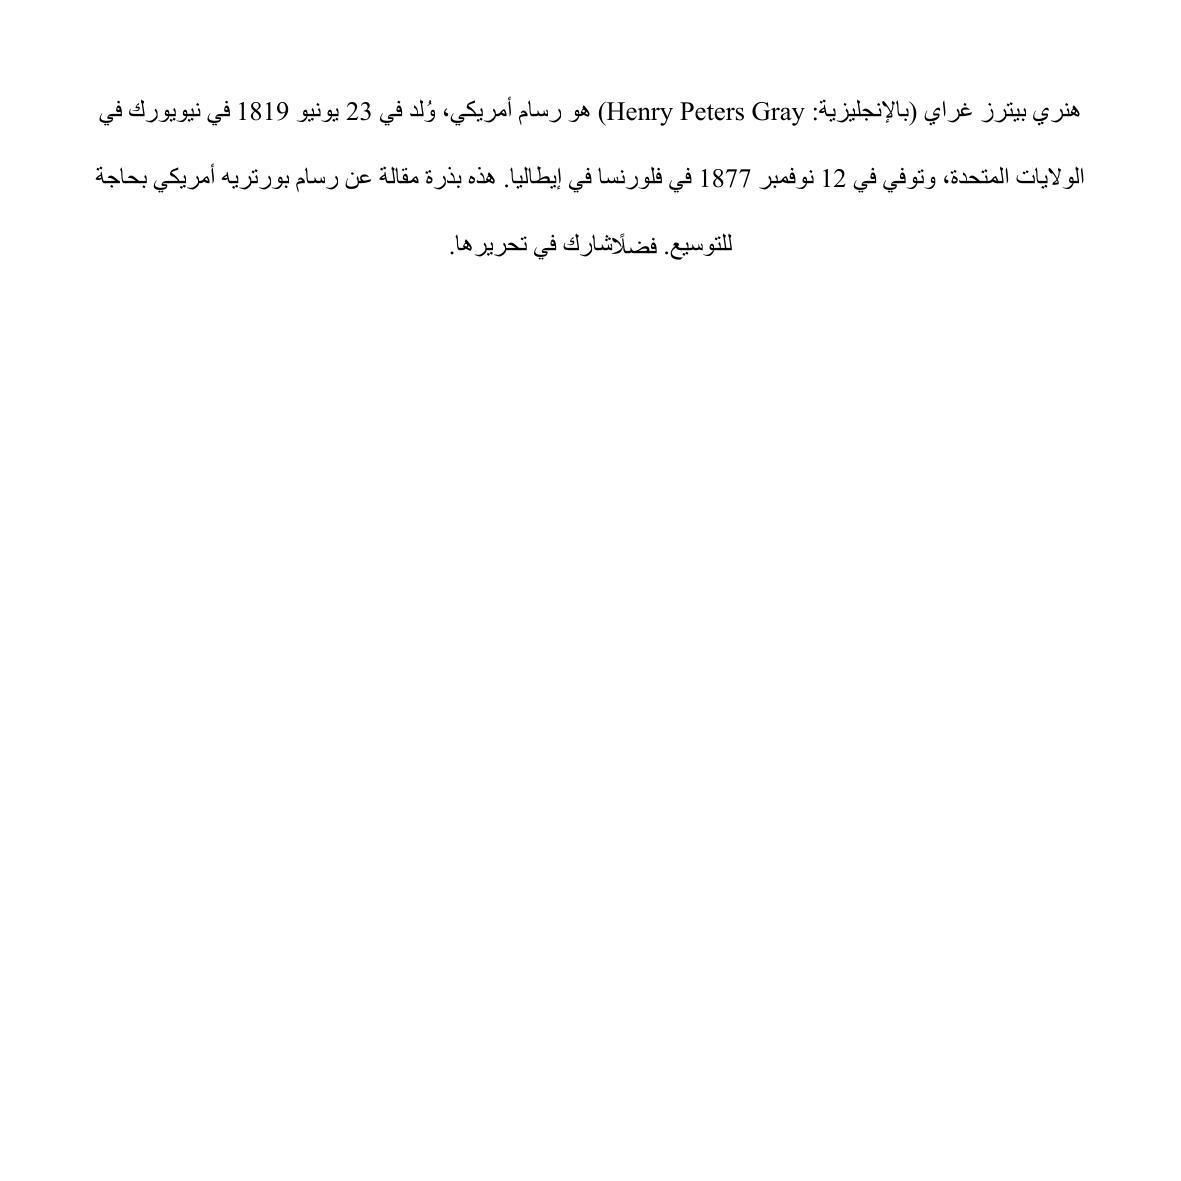 هنري بيترز غراي (بالإنجليزية: Henry Peters Gray) هو رسام أمريكي، وُلد في 23 يونيو 1819 في نيويورك في
الولايات المتحدة، وتوفي في 12 نوفمبر 1877 في فلورنسا في إيطاليا. هذه بذرة مقالة عن رسام بورتريه أمريكي بحاجة
للتوسيع. فضلًاشارك في تحريرها.